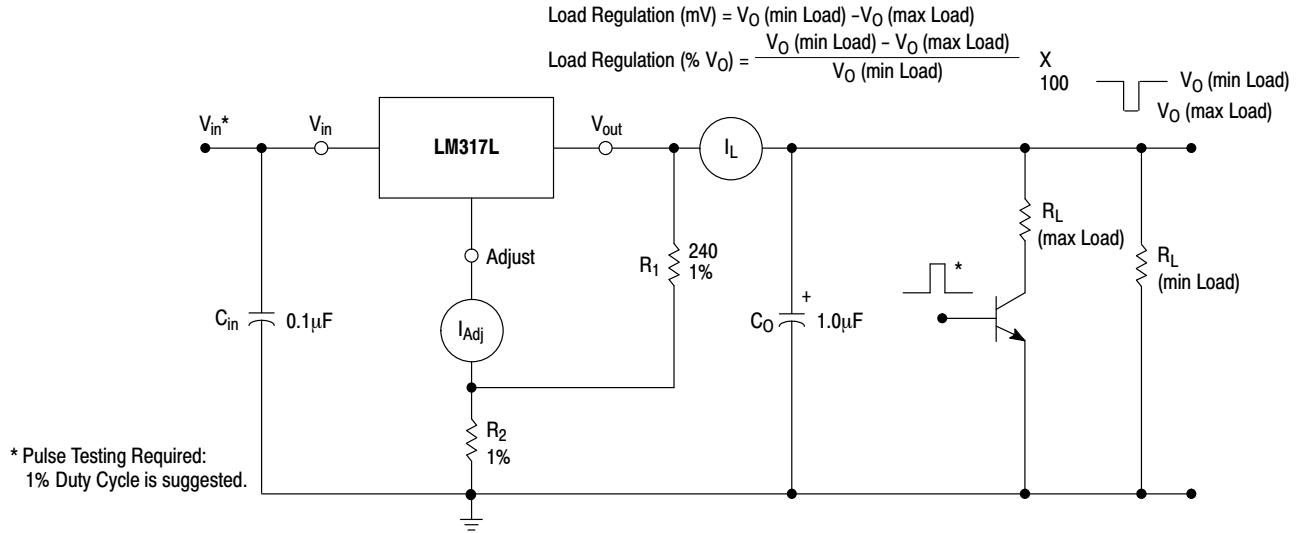 Load Regulation (mV) = VO (min Load) -VO (max Load)
Load Regulation (% VO) = VO (min Load) - VO (max Load)
VO (min Load)
X
100
VO (min Load)
VO (max Load)
Vin*
Vin
LM317L
Vout
IL
Adjust
R1
240
1%
RL
(max Load)
RL
(min Load)
*
Cin
0.1μF
IAdj
CO
+
1.0μF
R2
1%
* Pulse Testing Required:
1% Duty Cycle is suggested.